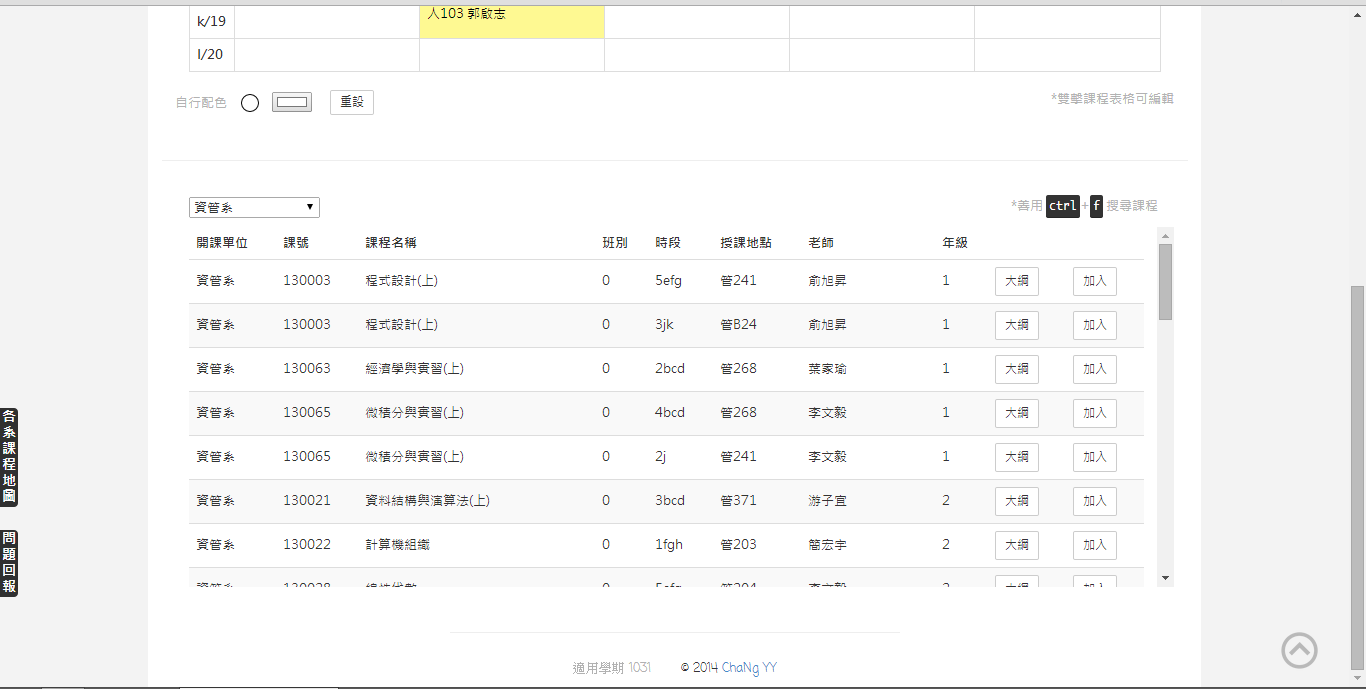 k/19
人103 郭啟志
l/20
自行配色 重設 *雙擊課程表格可編輯
資管系 *善用 ctrl + f 搜尋課程
開課單位 課號 課程名稱 班別 時段 授課地點 老師 年級
資管系 130003 程式設計(上) 0 5efg 管241 俞旭昇 1 大綱 加入
資管系 130003 程式設計(上) 0 3jk 管B24 俞旭昇 1 大綱 加入
資管系 130063 經濟學與實習(上) 0 2bcd 管268 葉家瑜 1 大綱 加入
資管系 130065 微積分與實習(上) 0 4bcd 管268 李文毅 1 大綱 加入
資管系 130065 微積分與實習(上) 0 2j 管241 李文毅 1 大綱 加入
資管系 130021 資料結構與演算法(上) 0 3bcd 管371 游子宜 2 大綱 加入
資管系 130022 計算機組織 0 1fgh 管203 簡宏宇 2 大綱 加入
各系課程地圖
問題回報
適用學期 1031 © 2014 ChaNg YY